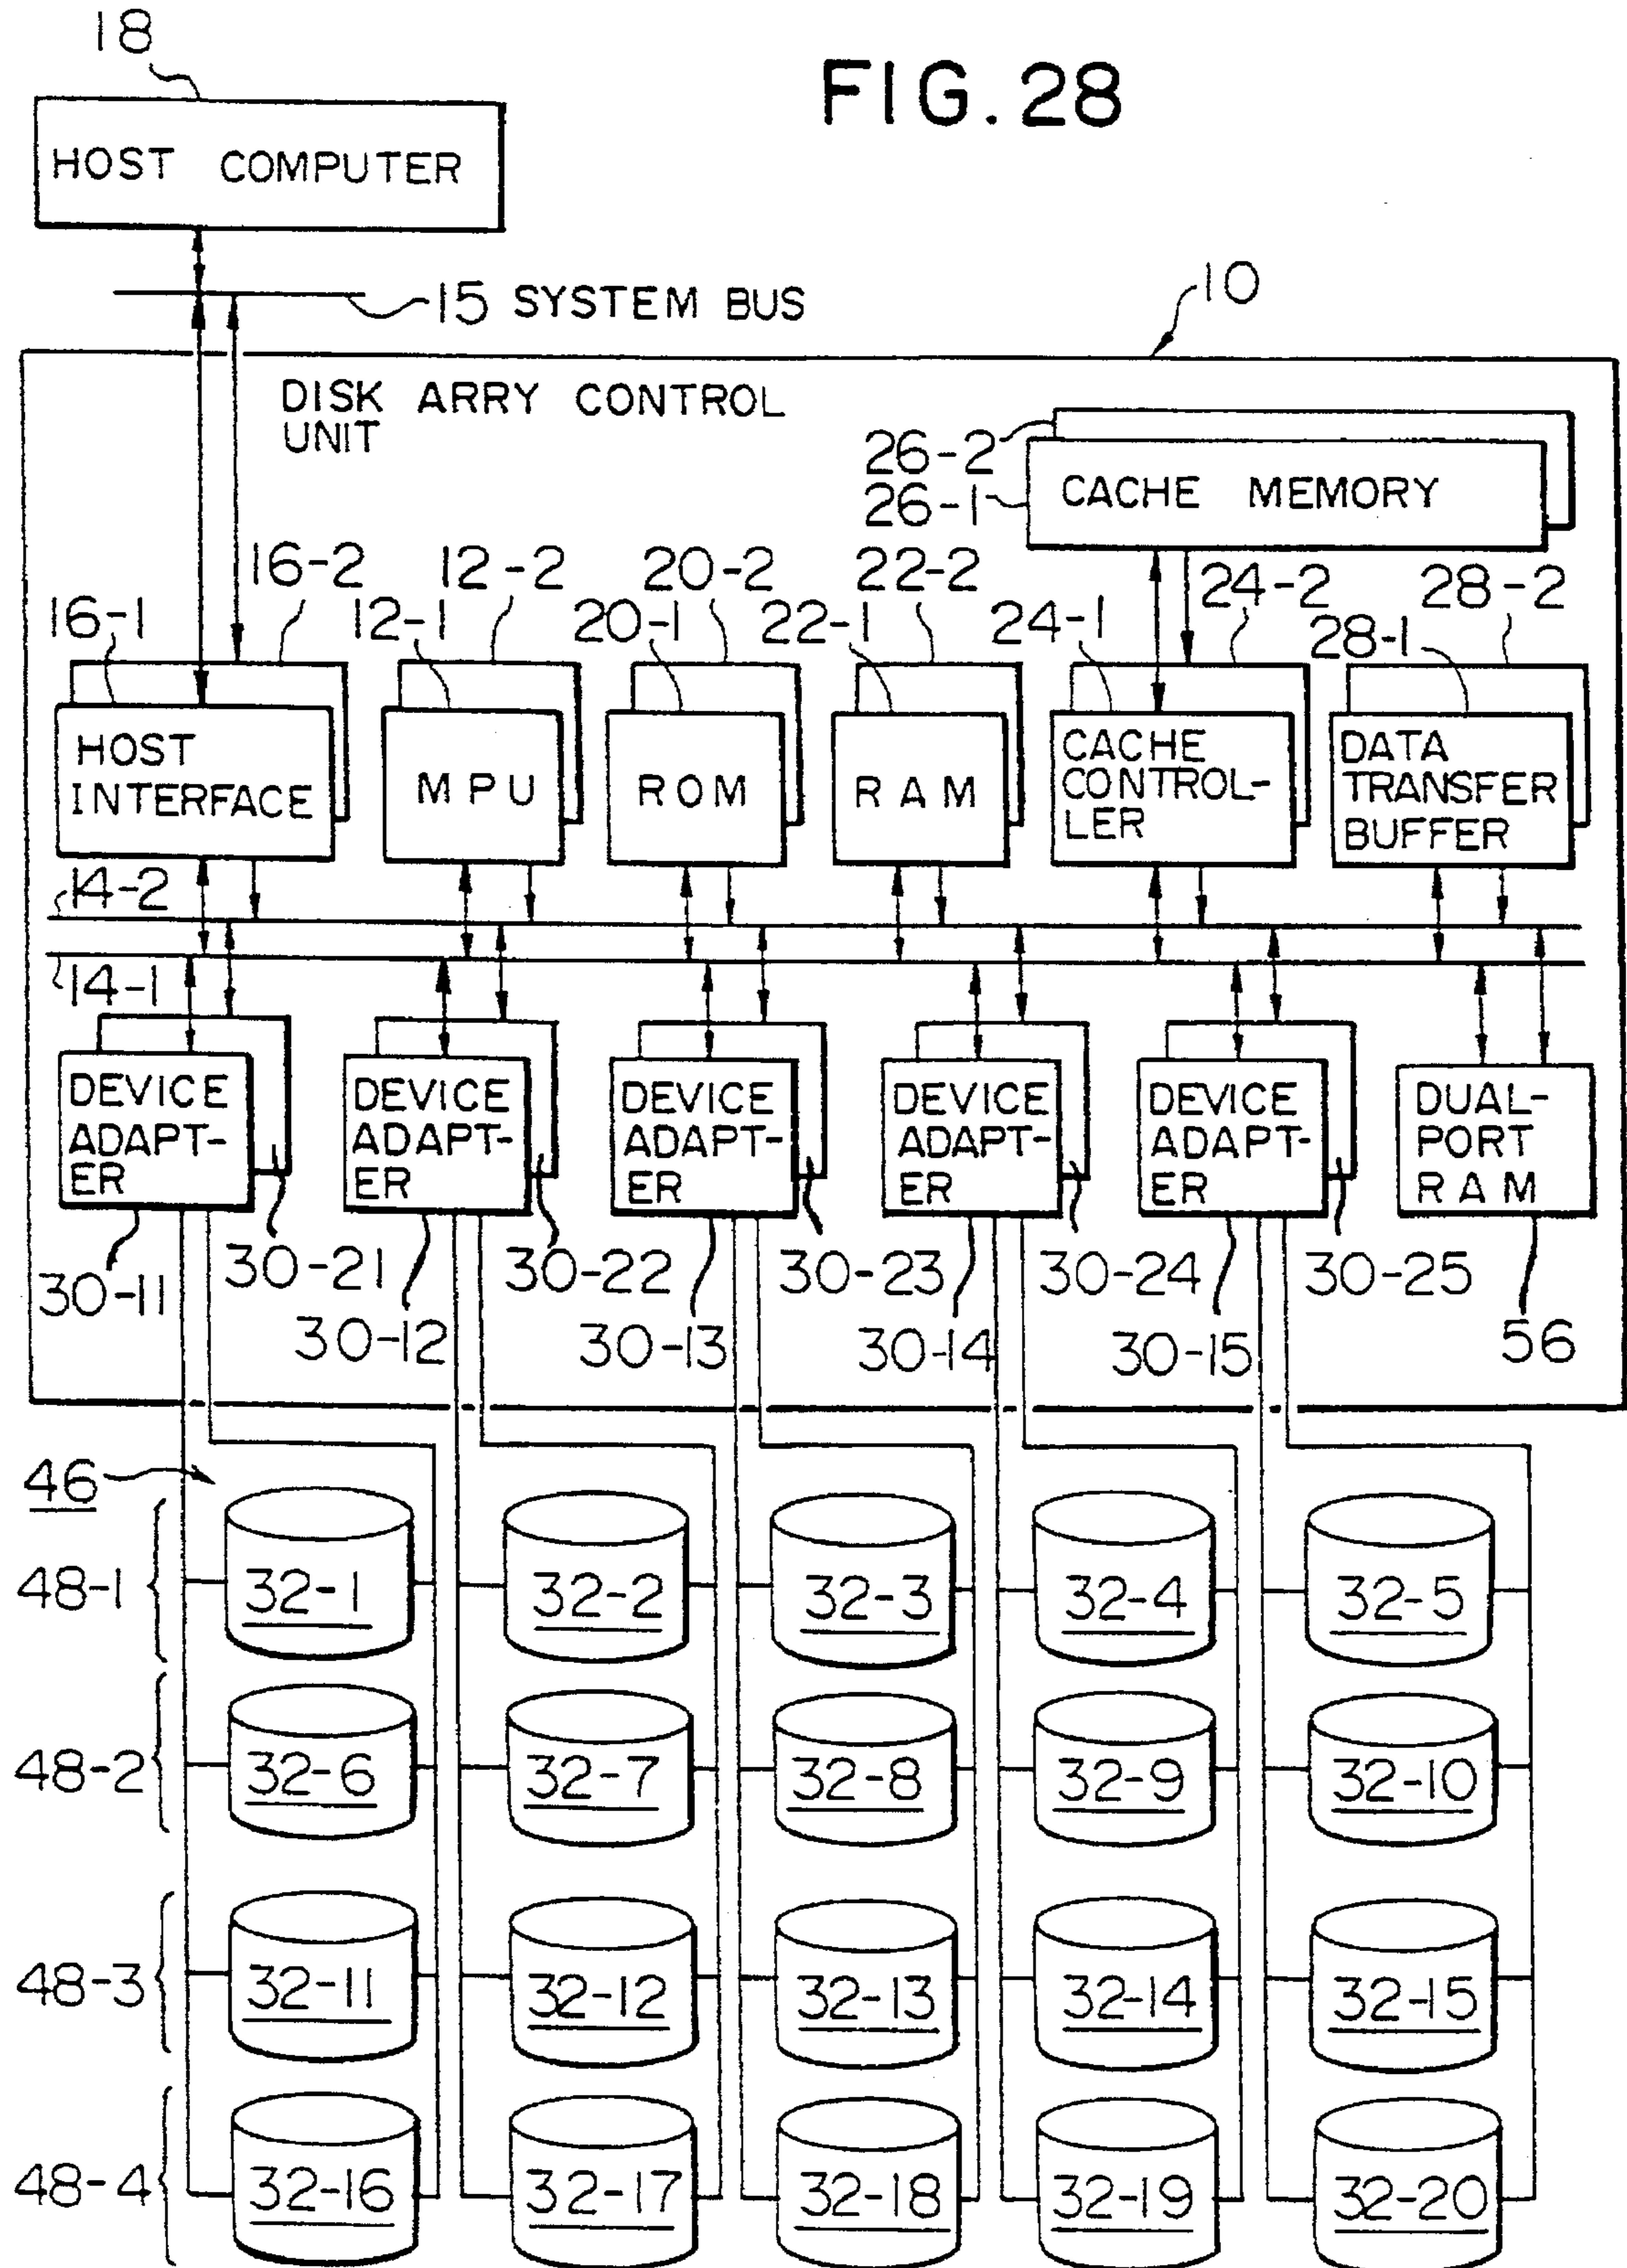 FIG. 28
18
HOST COMPUTER
15 SYSTEM BUS
10
DISK ARRY CONTROL
UNIT
26-2
26-1
CACHE MEMORY
16-2
12-2
20-2
22-2
24-2
28-2
16-1
12-1
20-1
22-1
24-1
28-1
HOST
INTERFACE
MPU
ROM
RAM
CACHE
CONTROL-
LER
DATA
TRANSFER
BUFFER
14-2
14-1
DEVICE
ADAPT-
ER
DEVICE
ADAPT-
ER
DEVICE
ADAPT-
ER
DEVICE
ADAPT-
ER
DEVICE
ADAPT-
ER
DUAL-
PORT
RAM
30-11
30-21
30-12
30-22
30-13
30-23
30-14
30-24
30-15
30-25
56
46
48-1
32-1
32-2
32-3
32-4
32-5
48-2
32-6
32-7
32-8
32-9
32-10
48-3
32-11
32-12
32-13
32-14
32-15
48-4
32-16
32-17
32-18
32-19
32-20